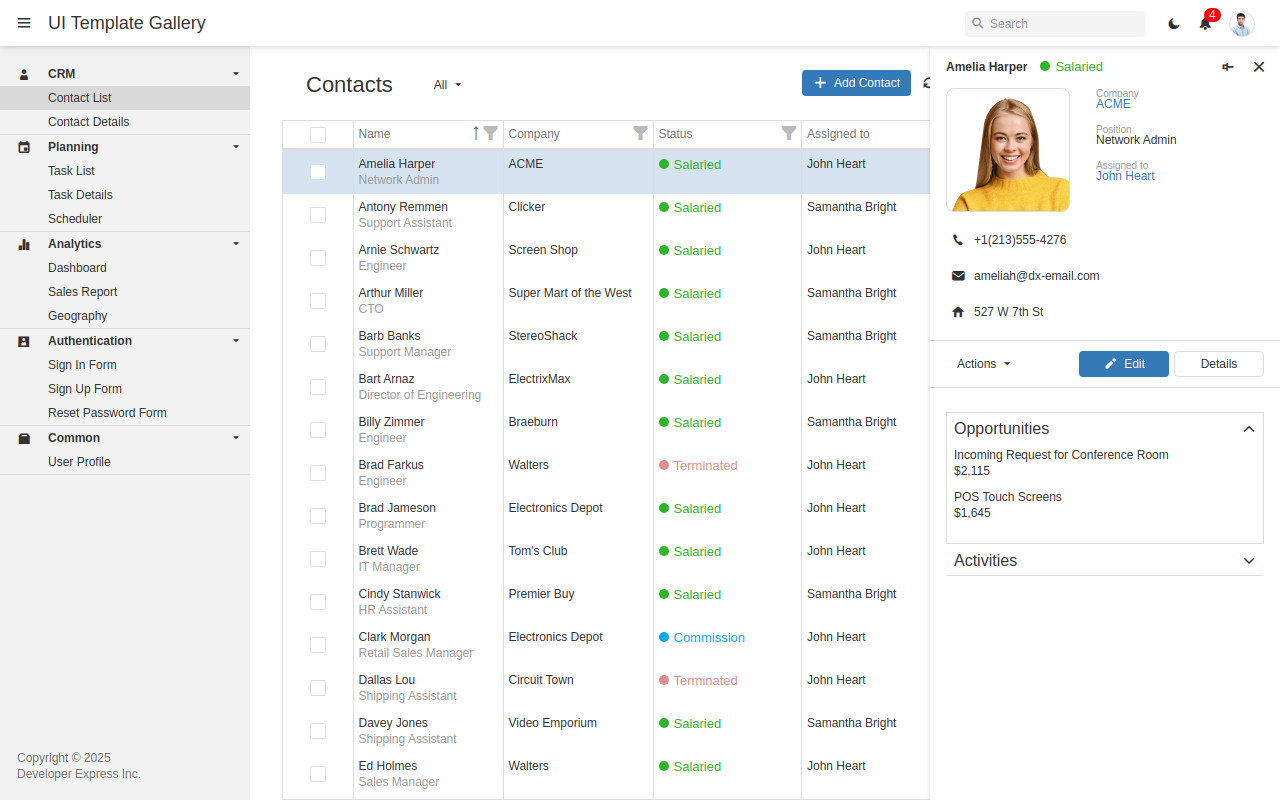 UI Template Gallery
Search
4
CRM
Contact List
Contact Details
Planning
Task List
Task Details
Scheduler
Analytics
Dashboard
Sales Report
Geography
Authentication
Sign In Form
Sign Up Form
Reset Password Form
Common
User Profile
Copyright © 2025
Developer Express Inc.
Contacts
All
Add Contact
Name
Company
Status
Assigned to
Amelia Harper
Network Admin
ACME
Salaried
John Heart
Antony Remmen
Support Assistant
Clicker
Salaried
Samantha Bright
Arnie Schwartz
Engineer
Screen Shop
Salaried
John Heart
Arthur Miller
CTO
Super Mart of the West
Salaried
Samantha Bright
Barb Banks
Support Manager
StereoShack
Salaried
Samantha Bright
Bart Arnaz
Director of Engineering
ElectrixMax
Salaried
John Heart
Billy Zimmer
Engineer
Braeburn
Salaried
Samantha Bright
Brad Farkus
Engineer
Walters
Terminated
John Heart
Brad Jameson
Programmer
Electronics Depot
Salaried
John Heart
Brett Wade
IT Manager
Tom's Club
Salaried
John Heart
Cindy Stanwick
HR Assistant
Premier Buy
Salaried
Samantha Bright
Clark Morgan
Retail Sales Manager
Electronics Depot
Commission
John Heart
Dallas Lou
Shipping Assistant
Circuit Town
Terminated
John Heart
Davey Jones
Shipping Assistant
Video Emporium
Salaried
Samantha Bright
Ed Holmes
Sales Manager
Walters
Salaried
John Heart
Amelia Harper
Salaried
Company
ACME
Position
Network Admin
Assigned to
John Heart
+1(213)555-4276
ameliah@dx-email.com
527 W 7th St
Actions
Edit
Details
Opportunities
Incoming Request for Conference Room
$2,115
POS Touch Screens
$1,645
Activities